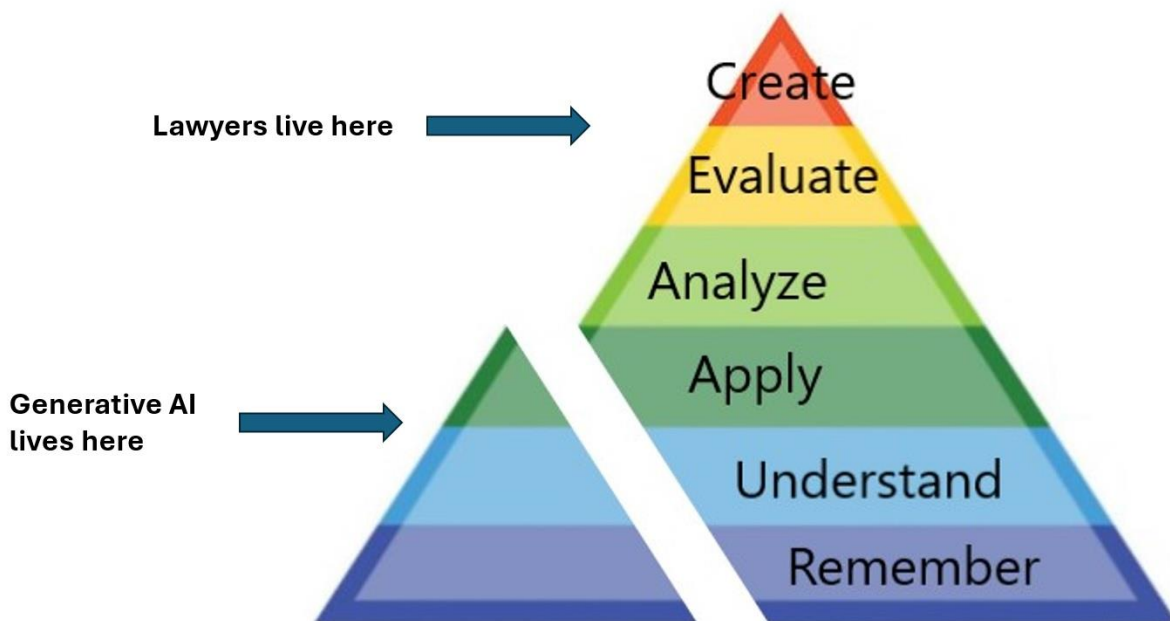 Create
Lawyers live here
Evaluate
Analyze
Apply
Generative AI
lives here
Understand
Remember